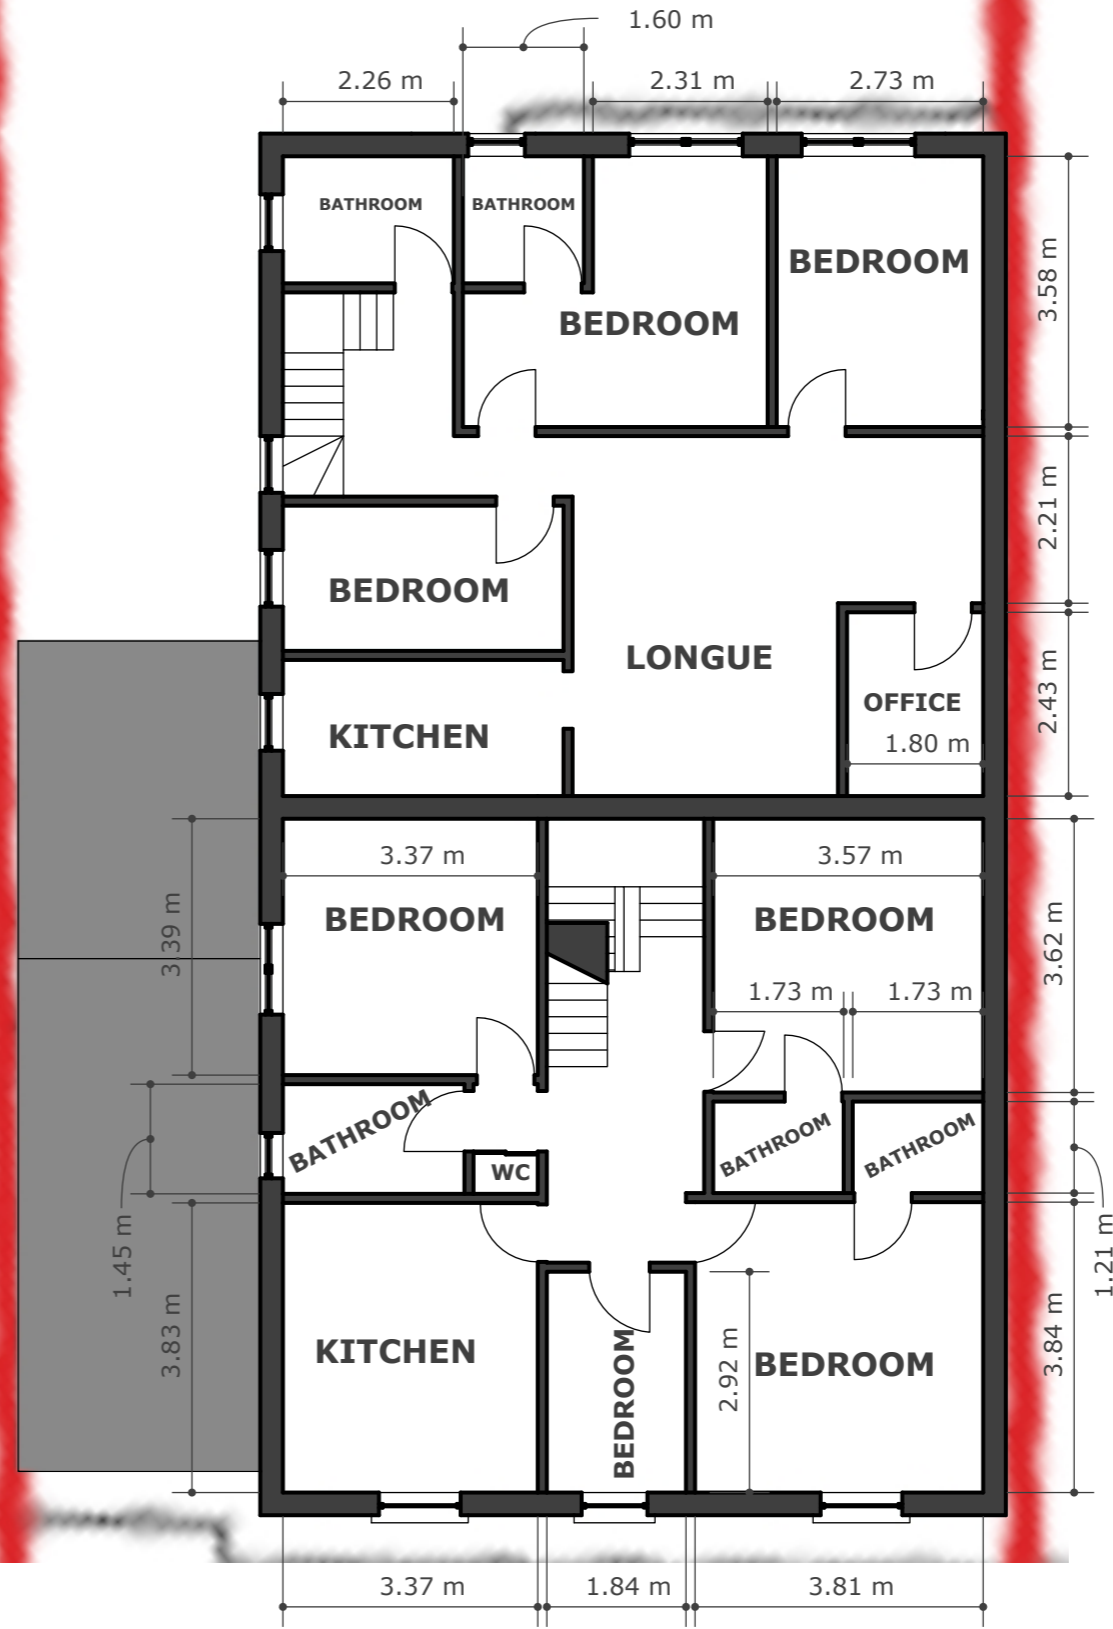 1.60 m
2.26 m
2.31 m
2.73 m
BATHROOM
BATHROOM
BEDROOM
BEDROOM
3.58 m
2.21 m
BEDROOM
LONGUE
2.43 m
OFFICE
KITCHEN
1.80 m
3.37 m
3.57 m
BEDROOM
BEDROOM
3.39 m
3.62 m
1.73 m
1.73 m
BATHROOM
BATHROOM
BATHROOM
WC
1.45 m
1.21 m
3.83 m
KITCHEN
BEDROOM
2.92 m
BEDROOM
3.84 m
3.37 m
1.84 m
3.81 m